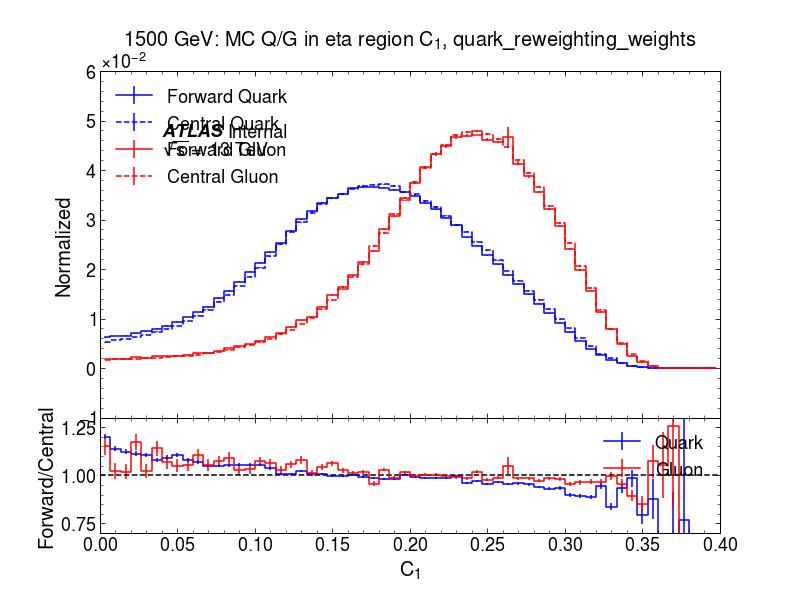 1500 GeV: MC Q/G in eta region C₁, quark_reweighting_weights
×10⁻²
6
5
4
3
2
1
0
−1
Normalized
Forward Quark
Central Quark
ATLAS Internal
√s = 13 TeV
Forward Gluon
Central Gluon
1.25
1.00
0.75
Forward/Central
Quark
Gluon
0.00 0.05 0.10 0.15 0.20 0.25 0.30 0.35 0.40
C₁